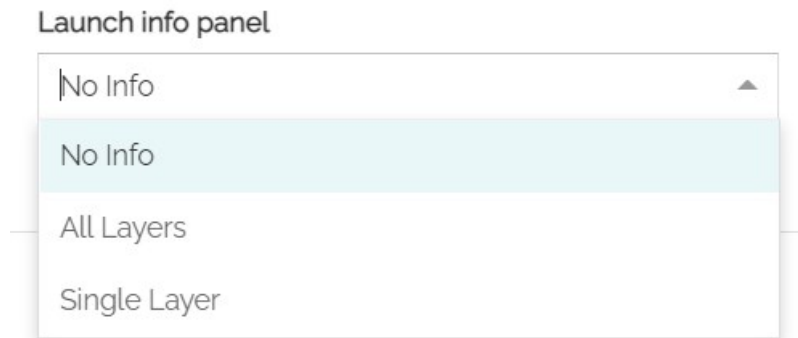 Launch info panel
No Info
No Info
All Layers
Single Layer